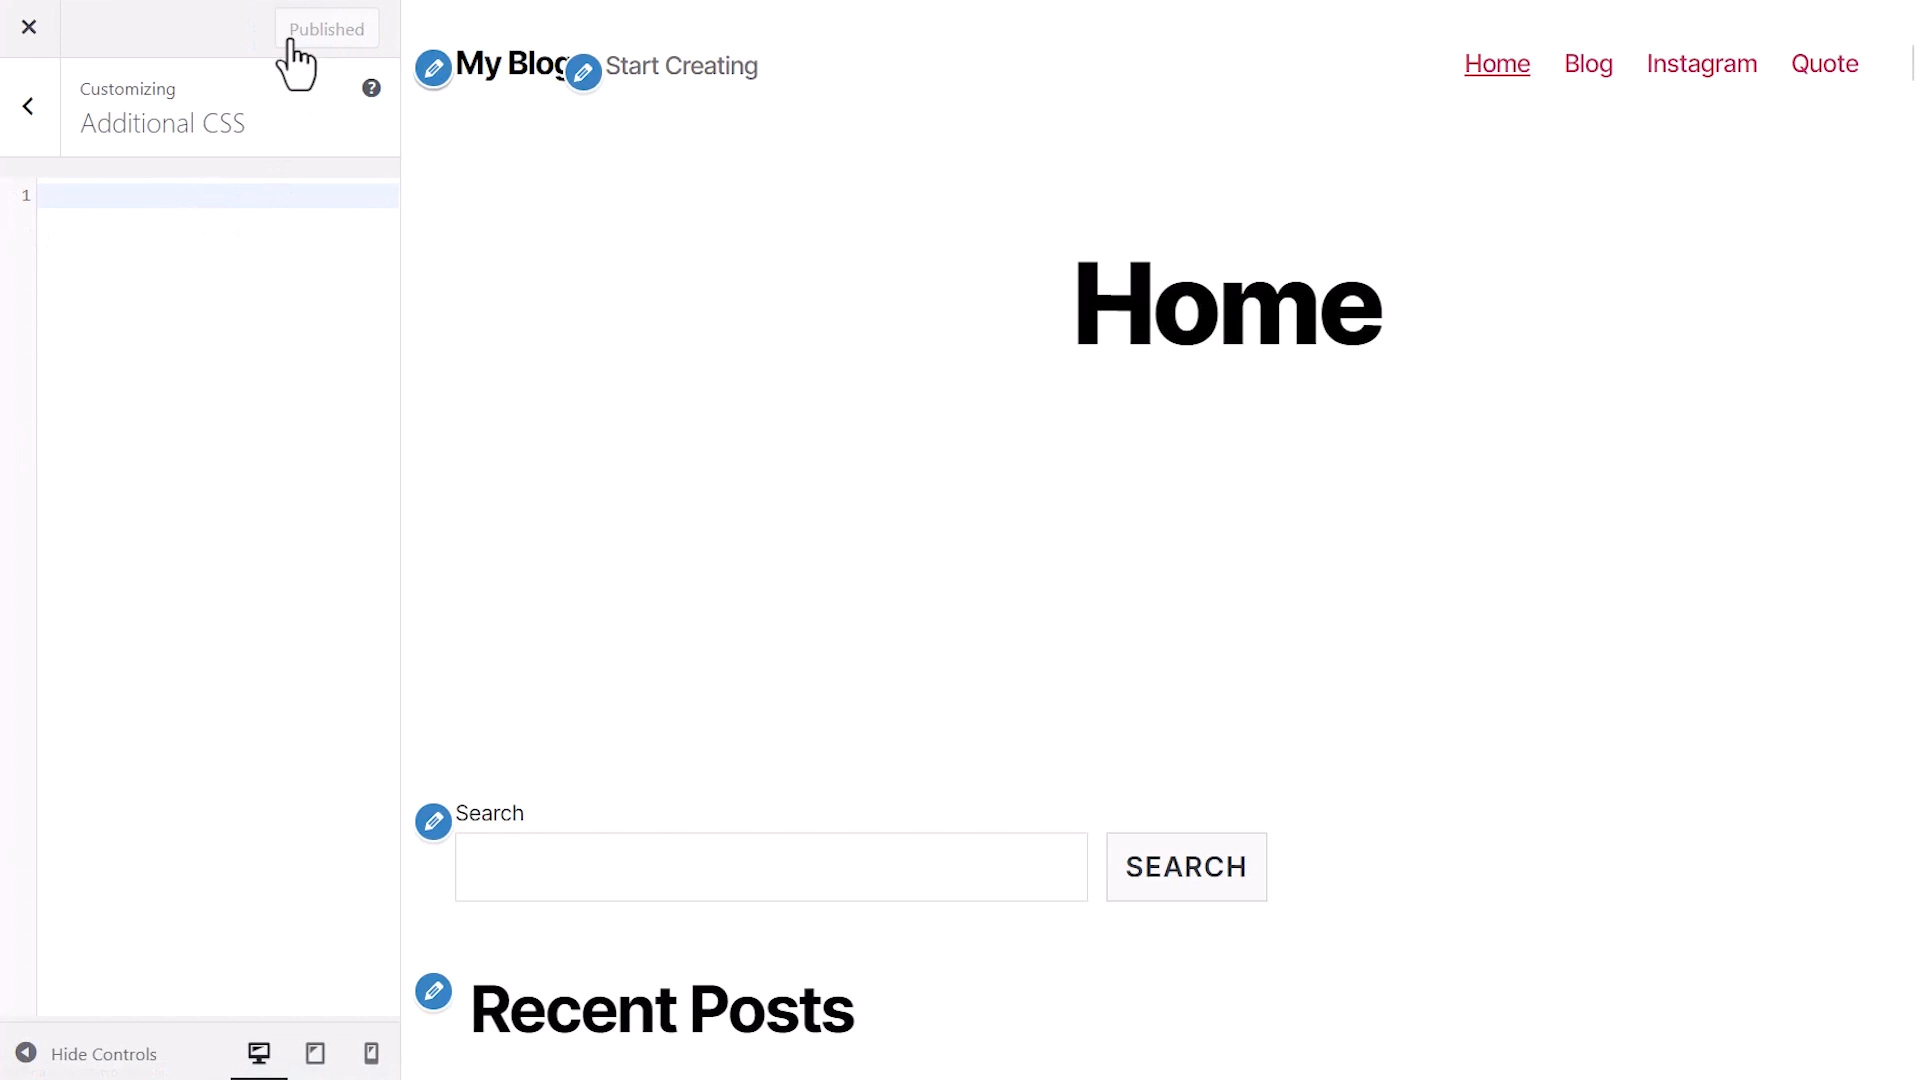 Published
Customizing
Additional CSS
1
Hide Controls
My Blog
Start Creating
Home
Blog
Instagram
Quote
Home
Search
SEARCH
Recent Posts